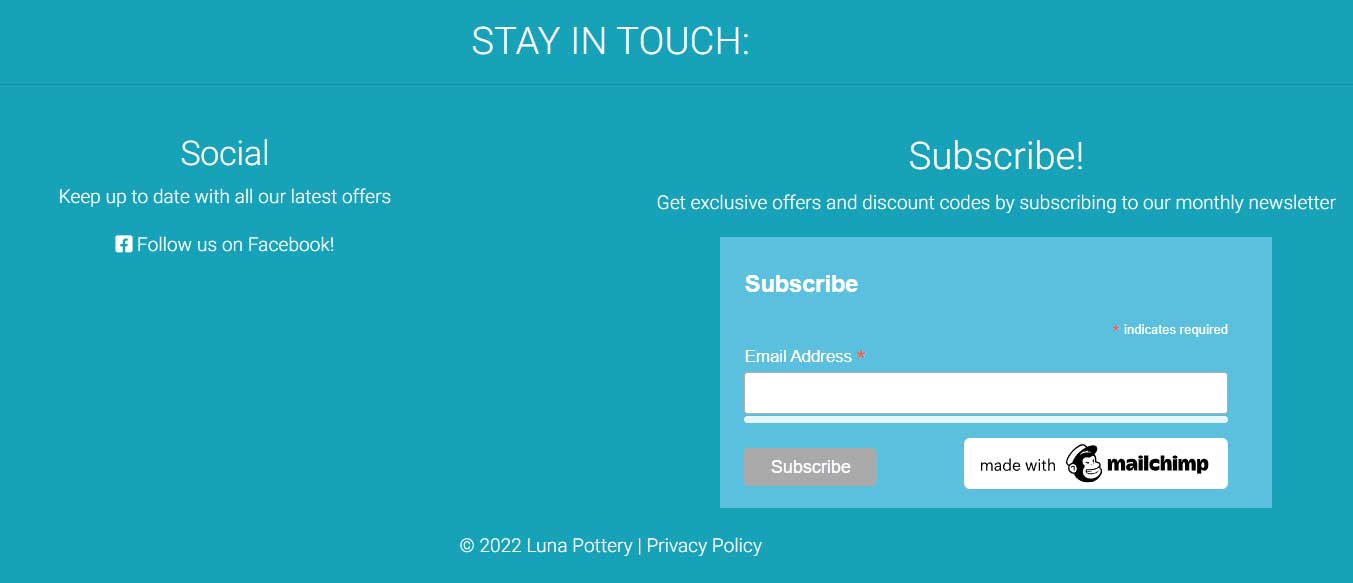 STAY IN TOUCH:
Social
Keep up to date with all our latest offers
Follow us on Facebook!
Subscribe!
Get exclusive offers and discount codes by subscribing to our monthly newsletter
Subscribe
* indicates required
Email Address *
Subscribe
made with mailchimp
© 2022 Luna Pottery | Privacy Policy